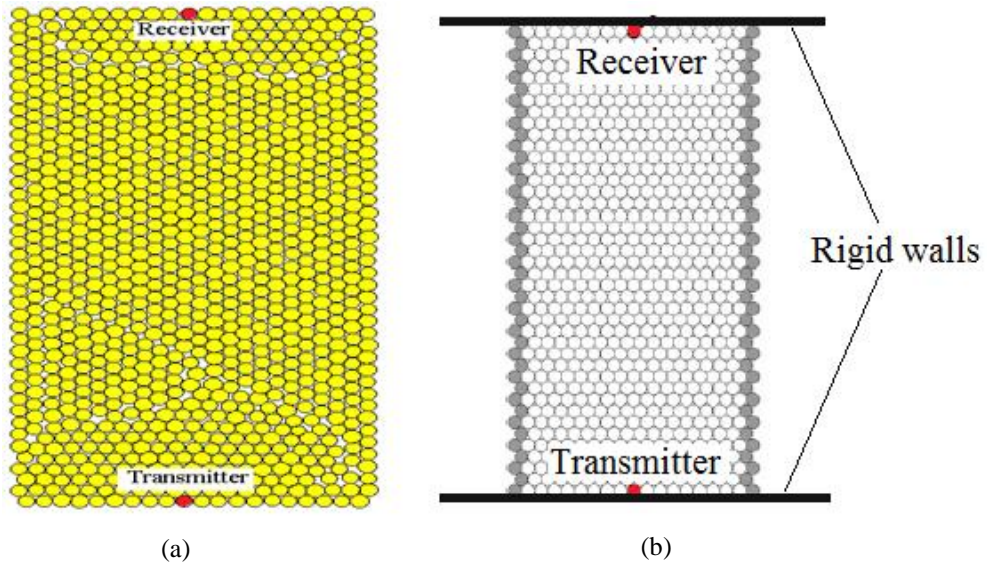 Receiver
Transmitter
(a)
Receiver
Rigid walls
Transmitter
(b)